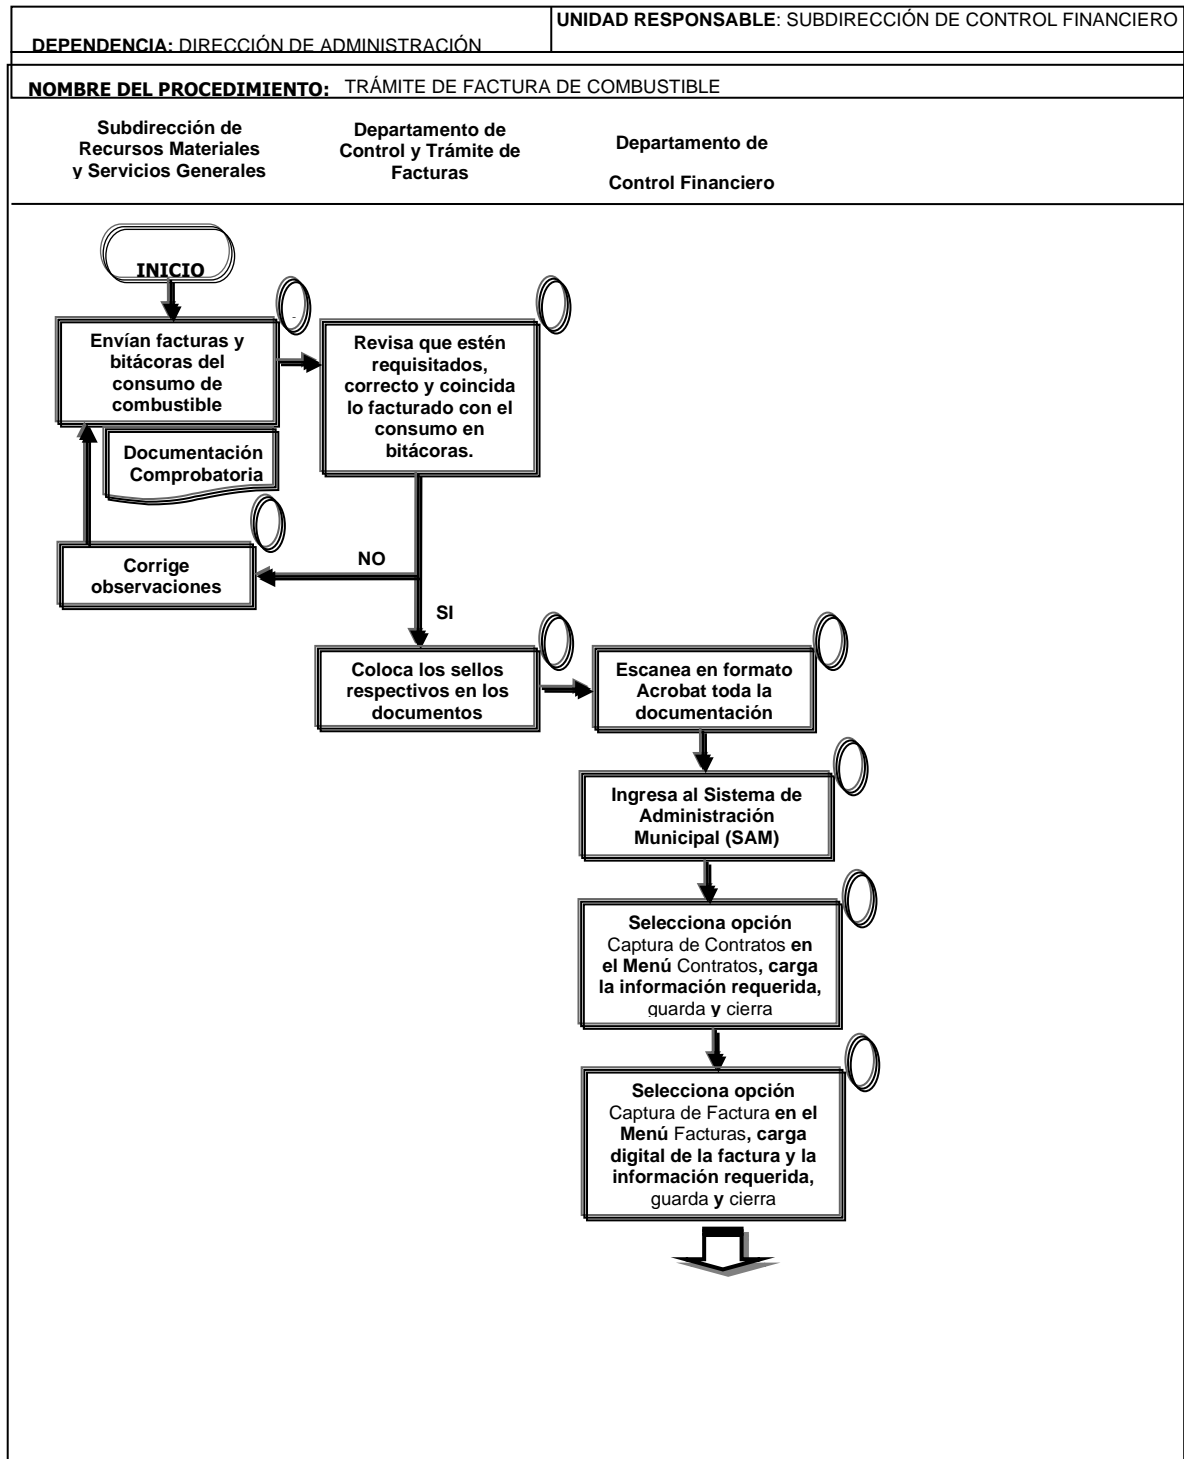 UNIDAD RESPONSABLE: SUBDIRECCIÓN DE CONTROL FINANCIERO
DEPENDENCIA: DIRECCIÓN DE ADMINISTRACIÓN
NOMBRE DEL PROCEDIMIENTO: TRÁMITE DE FACTURA DE COMBUSTIBLE
Subdirección de
Recursos Materiales
y Servicios Generales
Departamento de
Control y Trámite de
Facturas
Departamento de
Control Financiero
INICIO
Envían facturas y
bitácoras del
consumo de
combustible
Documentación
Comprobatoria
Revisa que estén
requisitados,
correcto y coincida
lo facturado con el
consumo en
bitácoras.
NO
Corrige
observaciones
SI
Coloca los sellos
respectivos en los
documentos
Escanea en formato
Acrobat toda la
documentación
Ingresa al Sistema de
Administración
Municipal (SAM)
Selecciona opción
Captura de Contratos en
el Menú Contratos, carga
la información requerida,
guarda y cierra
Selecciona opción
Captura de Factura en el
Menú Facturas, carga
digital de la factura y la
información requerida,
guarda y cierra